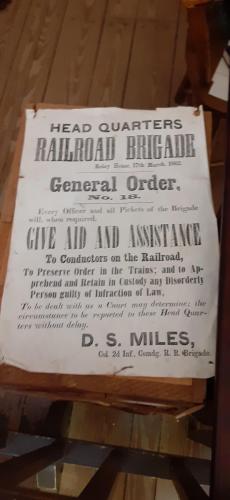 HEAD QUARTERS
RAILROAD BRIGADE
Relay House, 17th March, 1862.
General Order,
No. 18.
Every Officer and all Pickets of the Brigade
will, when required,
GIVE AID AND ASSISTANCE
To Conductors on the Railroad,
To Preserve Order in the Trains; and to Ap-
prehend and Retain in Custody any Disorderly
Person guilty of Infraction of Law,
To be dealt with as a Court may determine; the
circumstance to be reported to these Head Quar-
ters without delay.
D. S. MILES,
Col. 2d Inf., Comdg. R. R. Brigade.